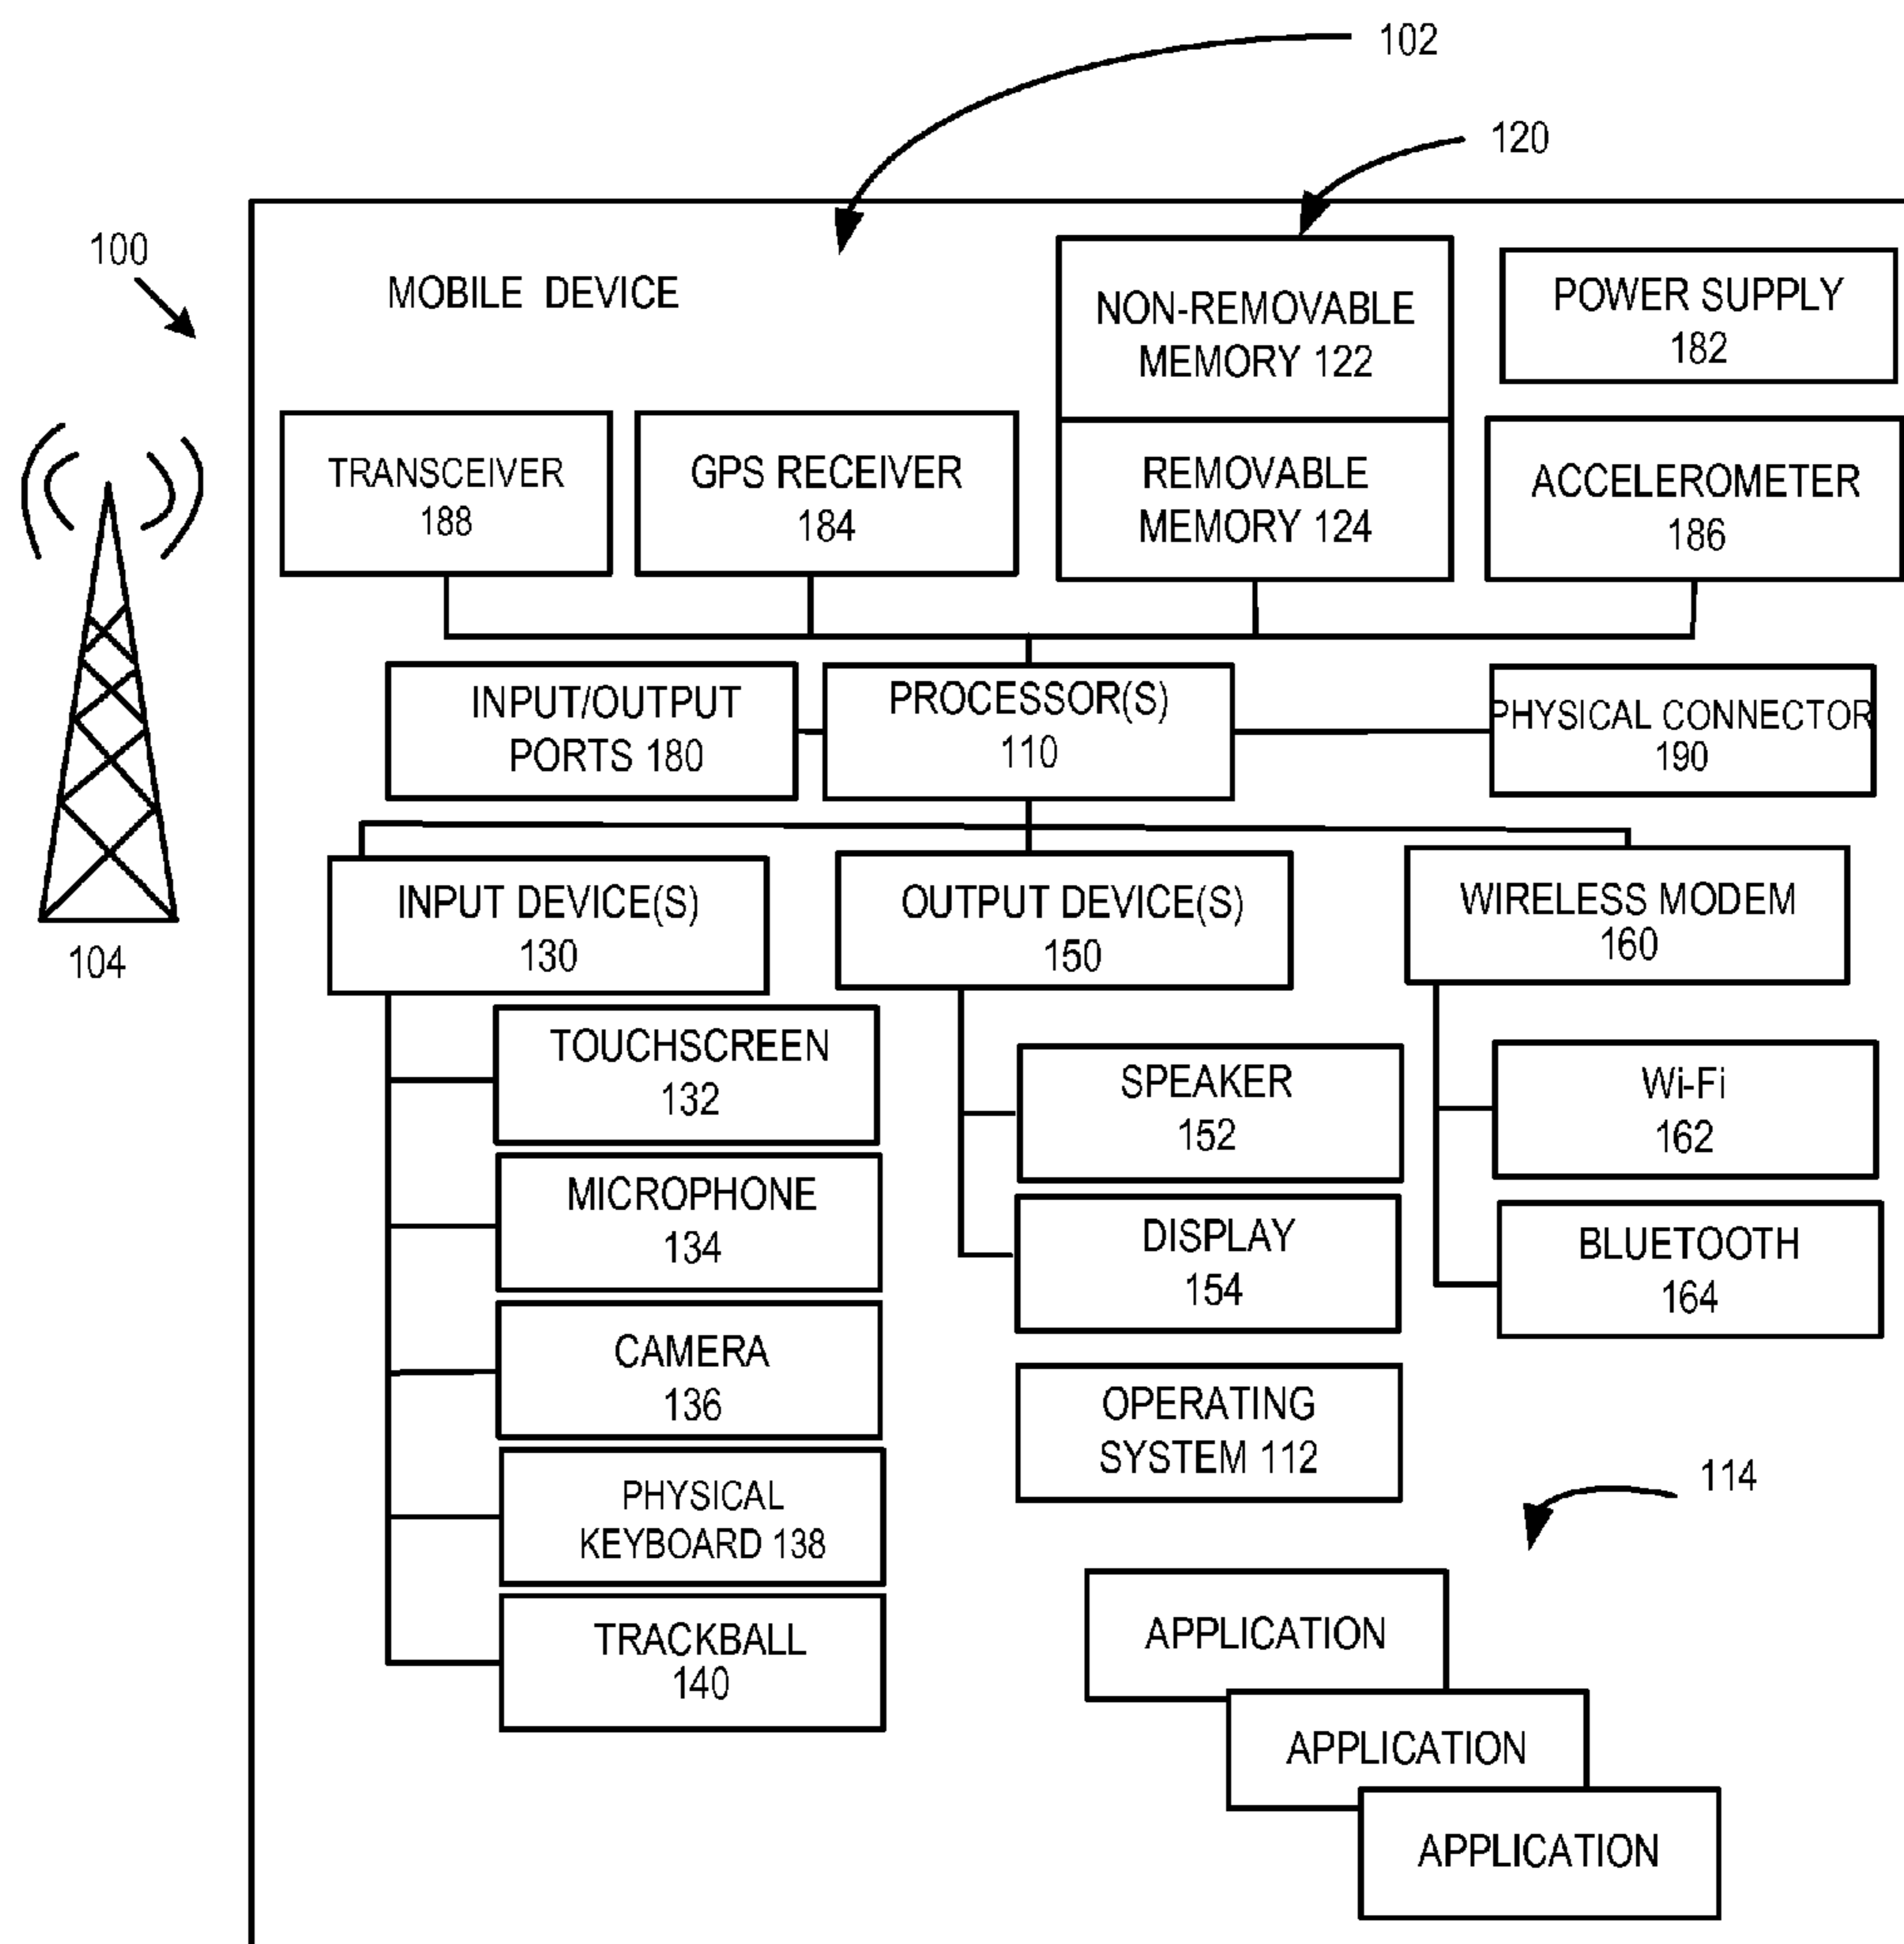 102
120
100
MOBILE DEVICE
NON-REMOVABLE
MEMORY 122
POWER SUPPLY
182
TRANSCEIVER
188
GPS RECEIVER
184
REMOVABLE
MEMORY 124
ACCELEROMETER
186
INPUT/OUTPUT
PORTS 180
PROCESSOR(S)
110
PHYSICAL CONNECTOR
190
104
INPUT DEVICE(S)
130
OUTPUT DEVICE(S)
150
WIRELESS MODEM
160
TOUCHSCREEN
132
MICROPHONE
134
CAMERA
136
PHYSICAL
KEYBOARD 138
TRACKBALL
140
SPEAKER
152
DISPLAY
154
Wi-Fi
162
BLUETOOTH
164
OPERATING
SYSTEM 112
114
APPLICATION
APPLICATION
APPLICATION